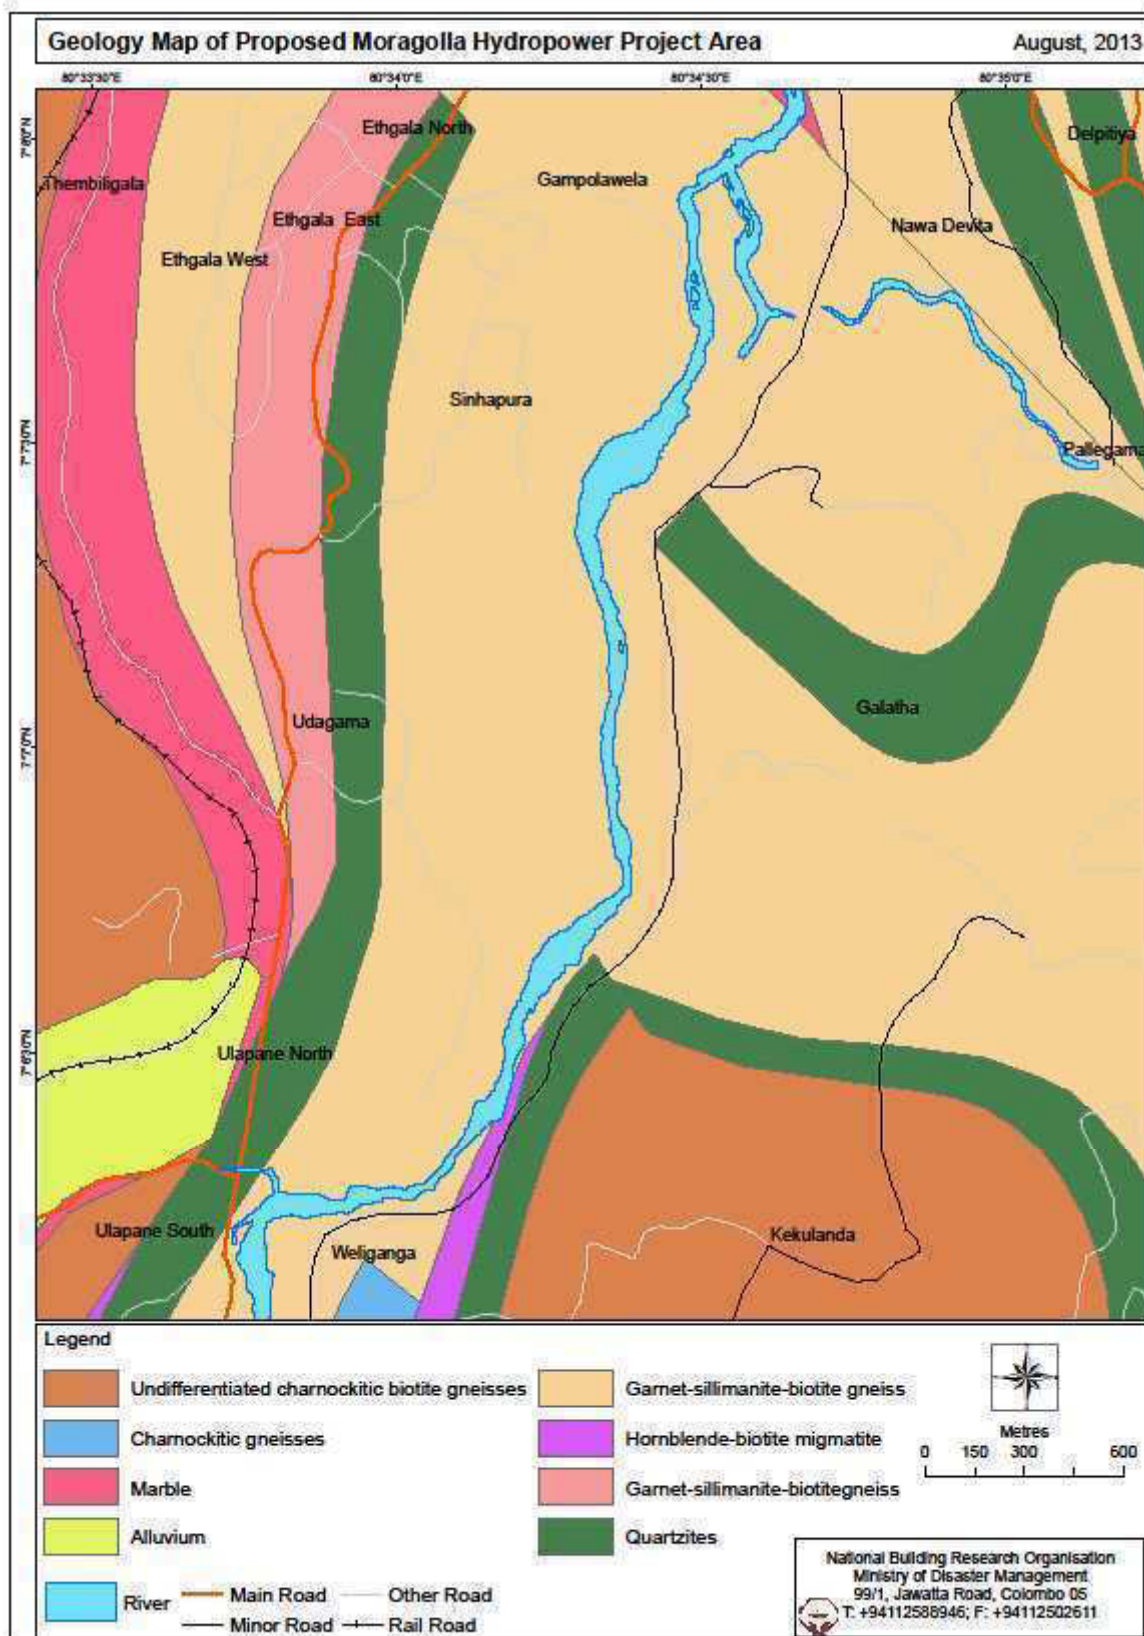 Geology Map of Proposed Moragolla Hydropower Project Area
August, 2013
80°33'30"E
80°34'0"E
80°34'30"E
80°35'0"E
7°8'0"N
7°7'30"N
7°7'0"N
7°6'30"N
Ethgala North
Delpitiya
Thembiligala
Gampolawela
Ethgala East
Nawa Devita
Ethgala West
Sinhapura
Pallegama
Galatha
Udagama
Ulapane North
Ulapane South
Weliganga
Kekulanda
Legend
Undifferentiated charnockitic biotite gneisses
Charnockitic gneisses
Marble
Alluvium
River
Main Road
Other Road
Minor Road
Rail Road
Garnet-sillimanite-biotite gneiss
Hornblende-biotite migmatite
Garnet-sillimanite-biotitegneiss
Quartzites
Metres
0 150 300 600
National Building Research Organisation
Ministry of Disaster Management
99/1, Jawatta Road, Colombo 05
T: +94112588946; F: +94112502611